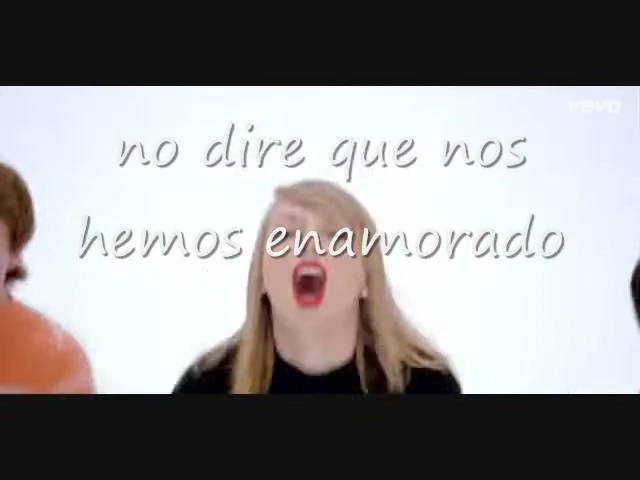 vevo
no dire que nos
hemos enamorado